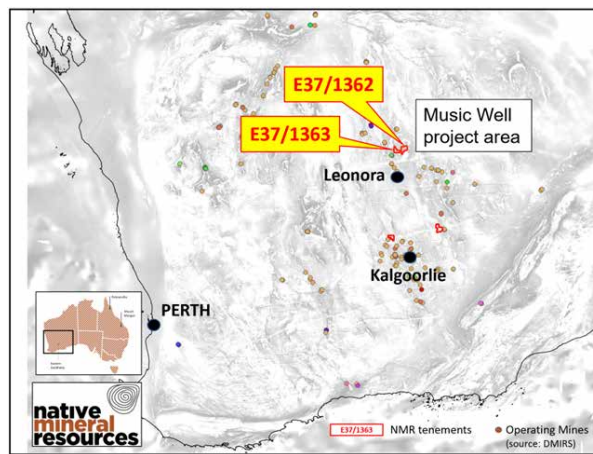 E37/1362
E37/1363
Music Well
project area
Leonora
Kalgoorlie
PERTH
native
mineral
resources
E37/1363
NMR tenements
Operating Mines
(source: DMIRS)